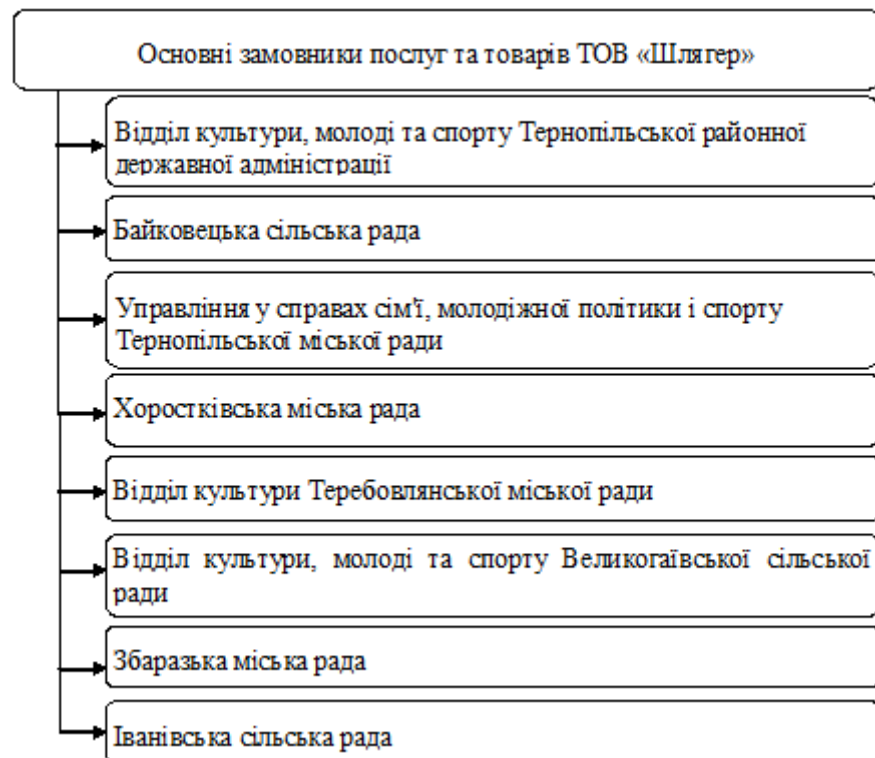 Основні замовники послуг та товарів ТОВ «Шлягер»
Відділ культури, молоді та спорту Тернопільської районної
державної адміністрації
Байковецька сільська рада
Управління у справах сім'ї, молодіжної політики і спорту
Тернопільської міської ради
Хоростківська міська рада
Відділ культури Теребовлянської міської ради
Відділ культури, молоді та спорту Великогаївської сільської
ради
Збаразька міська рада
Іванівська сільська рада